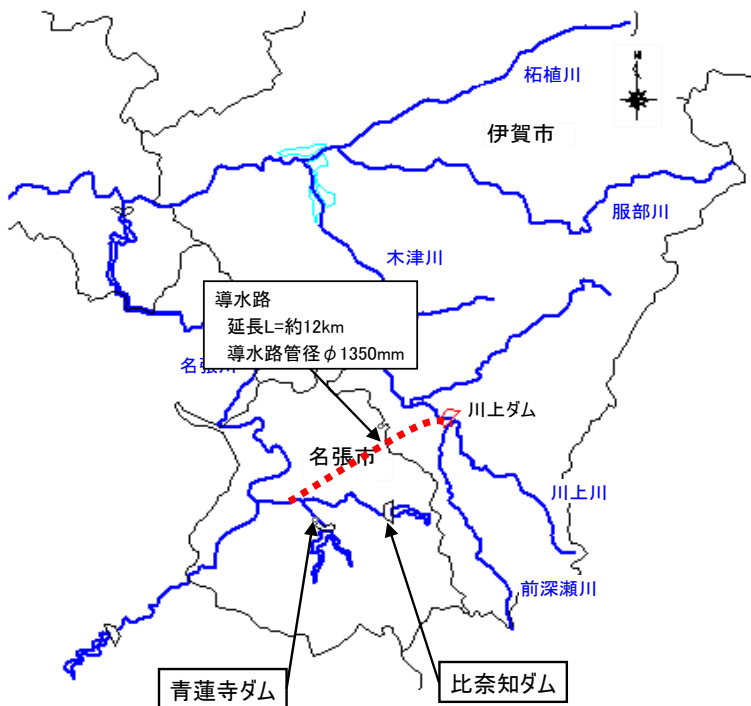 柘植川
N
伊賀市
服部川
木津川
導水路
延長L=約12km
導水路管径φ1350mm
名張川
川上ダム
名張市
川上川
前深瀬川
青蓮寺ダム
比奈知ダム